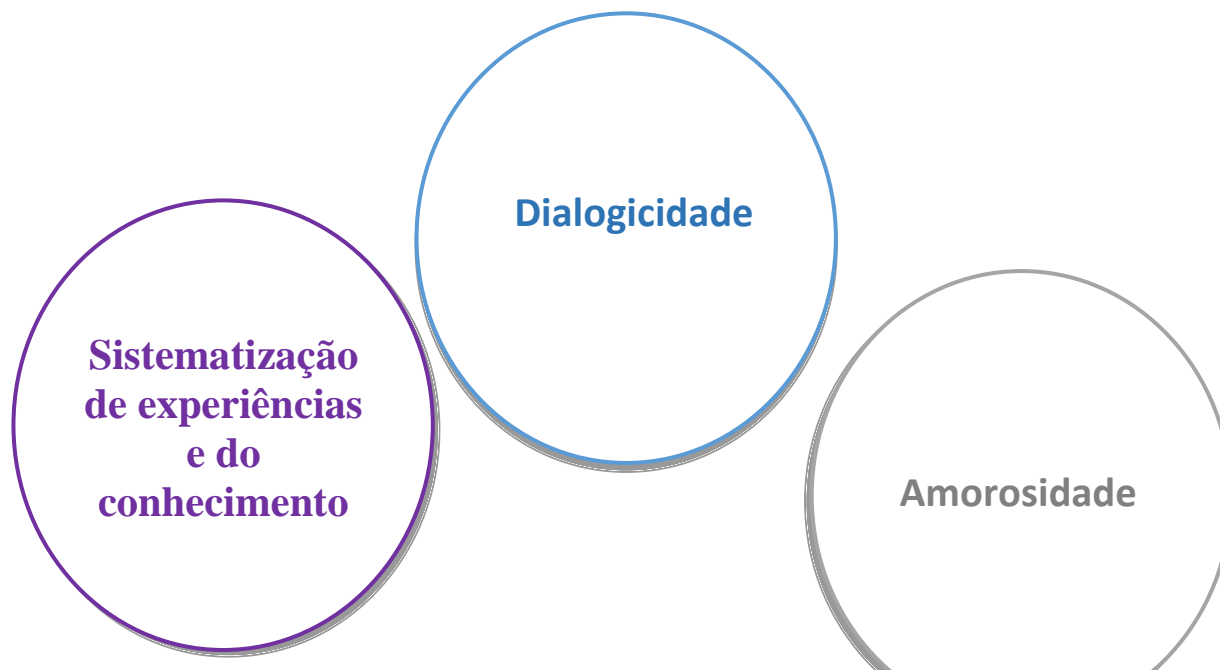 Sistematização
de experiências
e do
conhecimento
Dialogicidade
Amorosidade